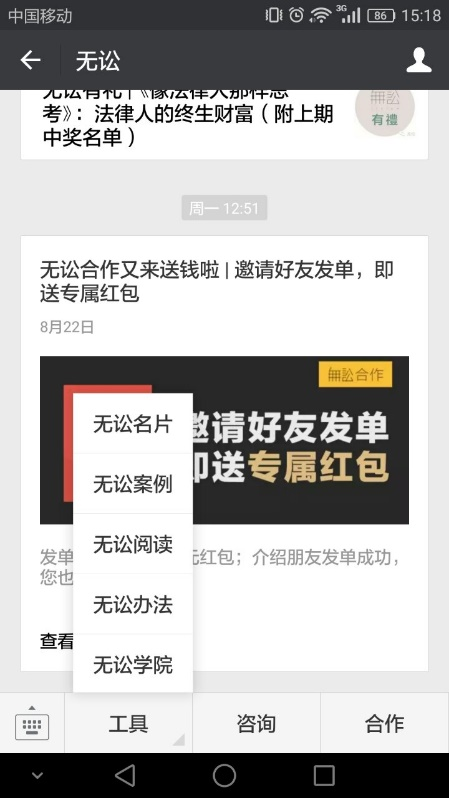 中国移动
3G
86
15:18
无讼
无讼有礼 |《像法律人那样思
考》：法律人的终生财富（附上期
中奖名单）
有禮
周一 12:51
无讼合作又来送钱啦 | 邀请好友发单，即
送专属红包
8月22日
無訟合作
邀请好友发单
即送专属红包
发单
元红包；介绍朋友发单成功，
您也
查看
无讼名片
无讼案例
无讼阅读
无讼办法
无讼学院
工具
咨询
合作